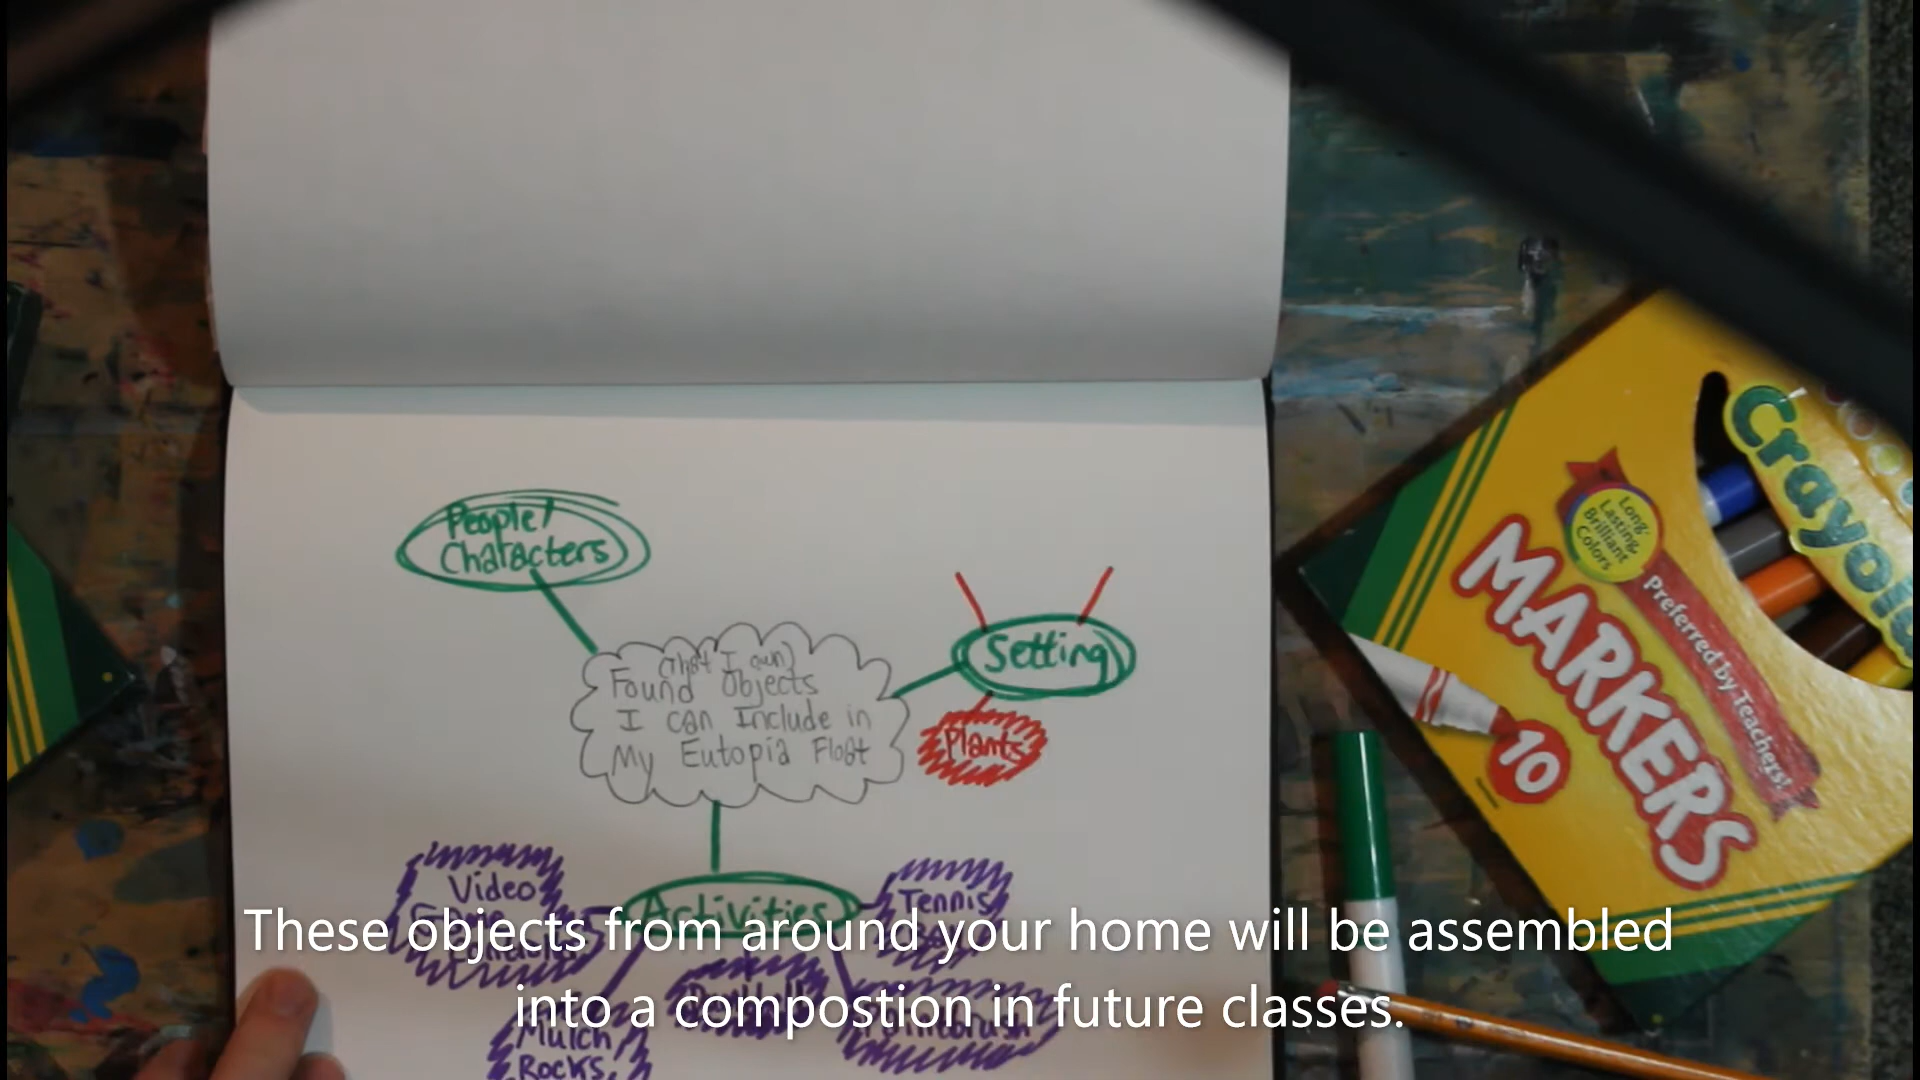 People/
Characters
(that I own)
Found Objects
I can Include in
My Eutopia Float
Setting
Plants
Activities
Video
Game
Tennis
Mulch
Rocks
These objects from around your home will be assembled
into a compostion in future classes.
Crayola
MARKERS
10
Long
Lasting,
Brilliant
Colors
Preferred by Teachers!